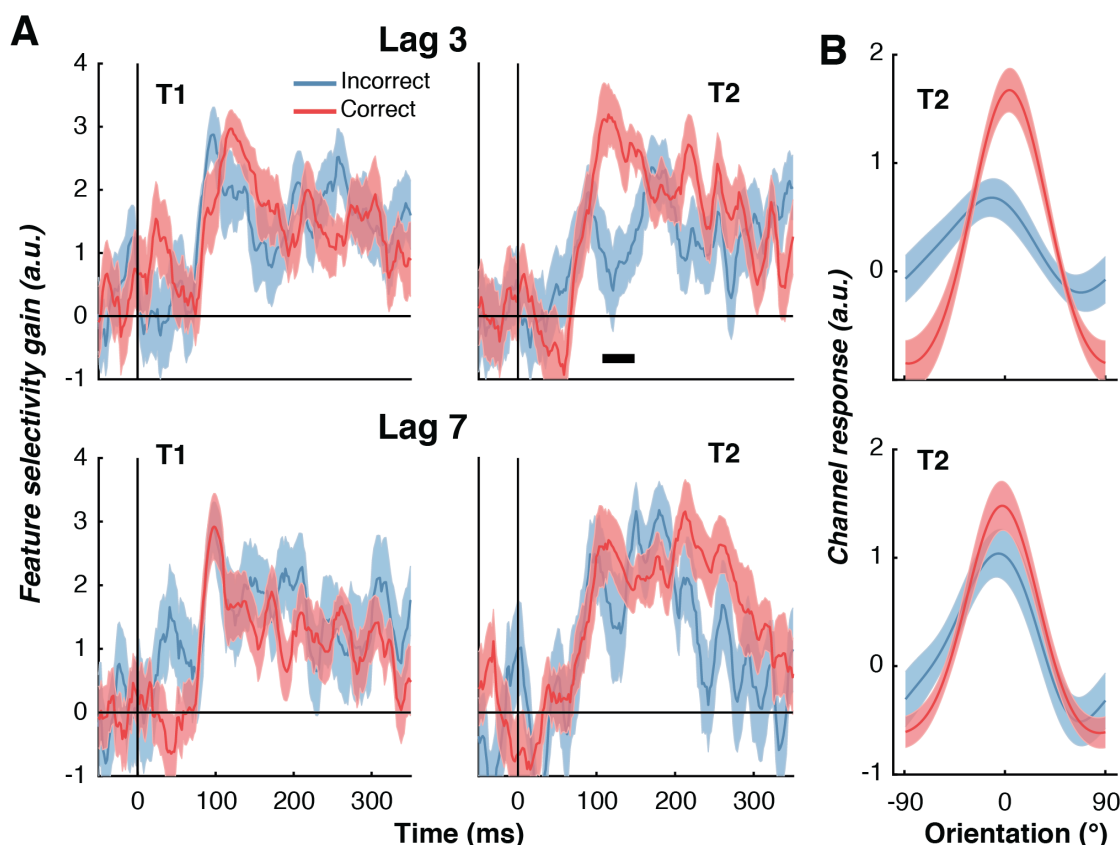 A
Lag 3
B
4
3
2
1
0
-1
T1
Incorrect
Correct
T2
2
1
0
T2
Lag 7
4
3
2
1
0
-1
T1
T2
2
1
0
-1
T2
0
100
200
300
0
100
200
300
-90
0
90
Time (ms)
Orientation (°)
Feature selectivity gain (a.u.)
Channel response (a.u.)